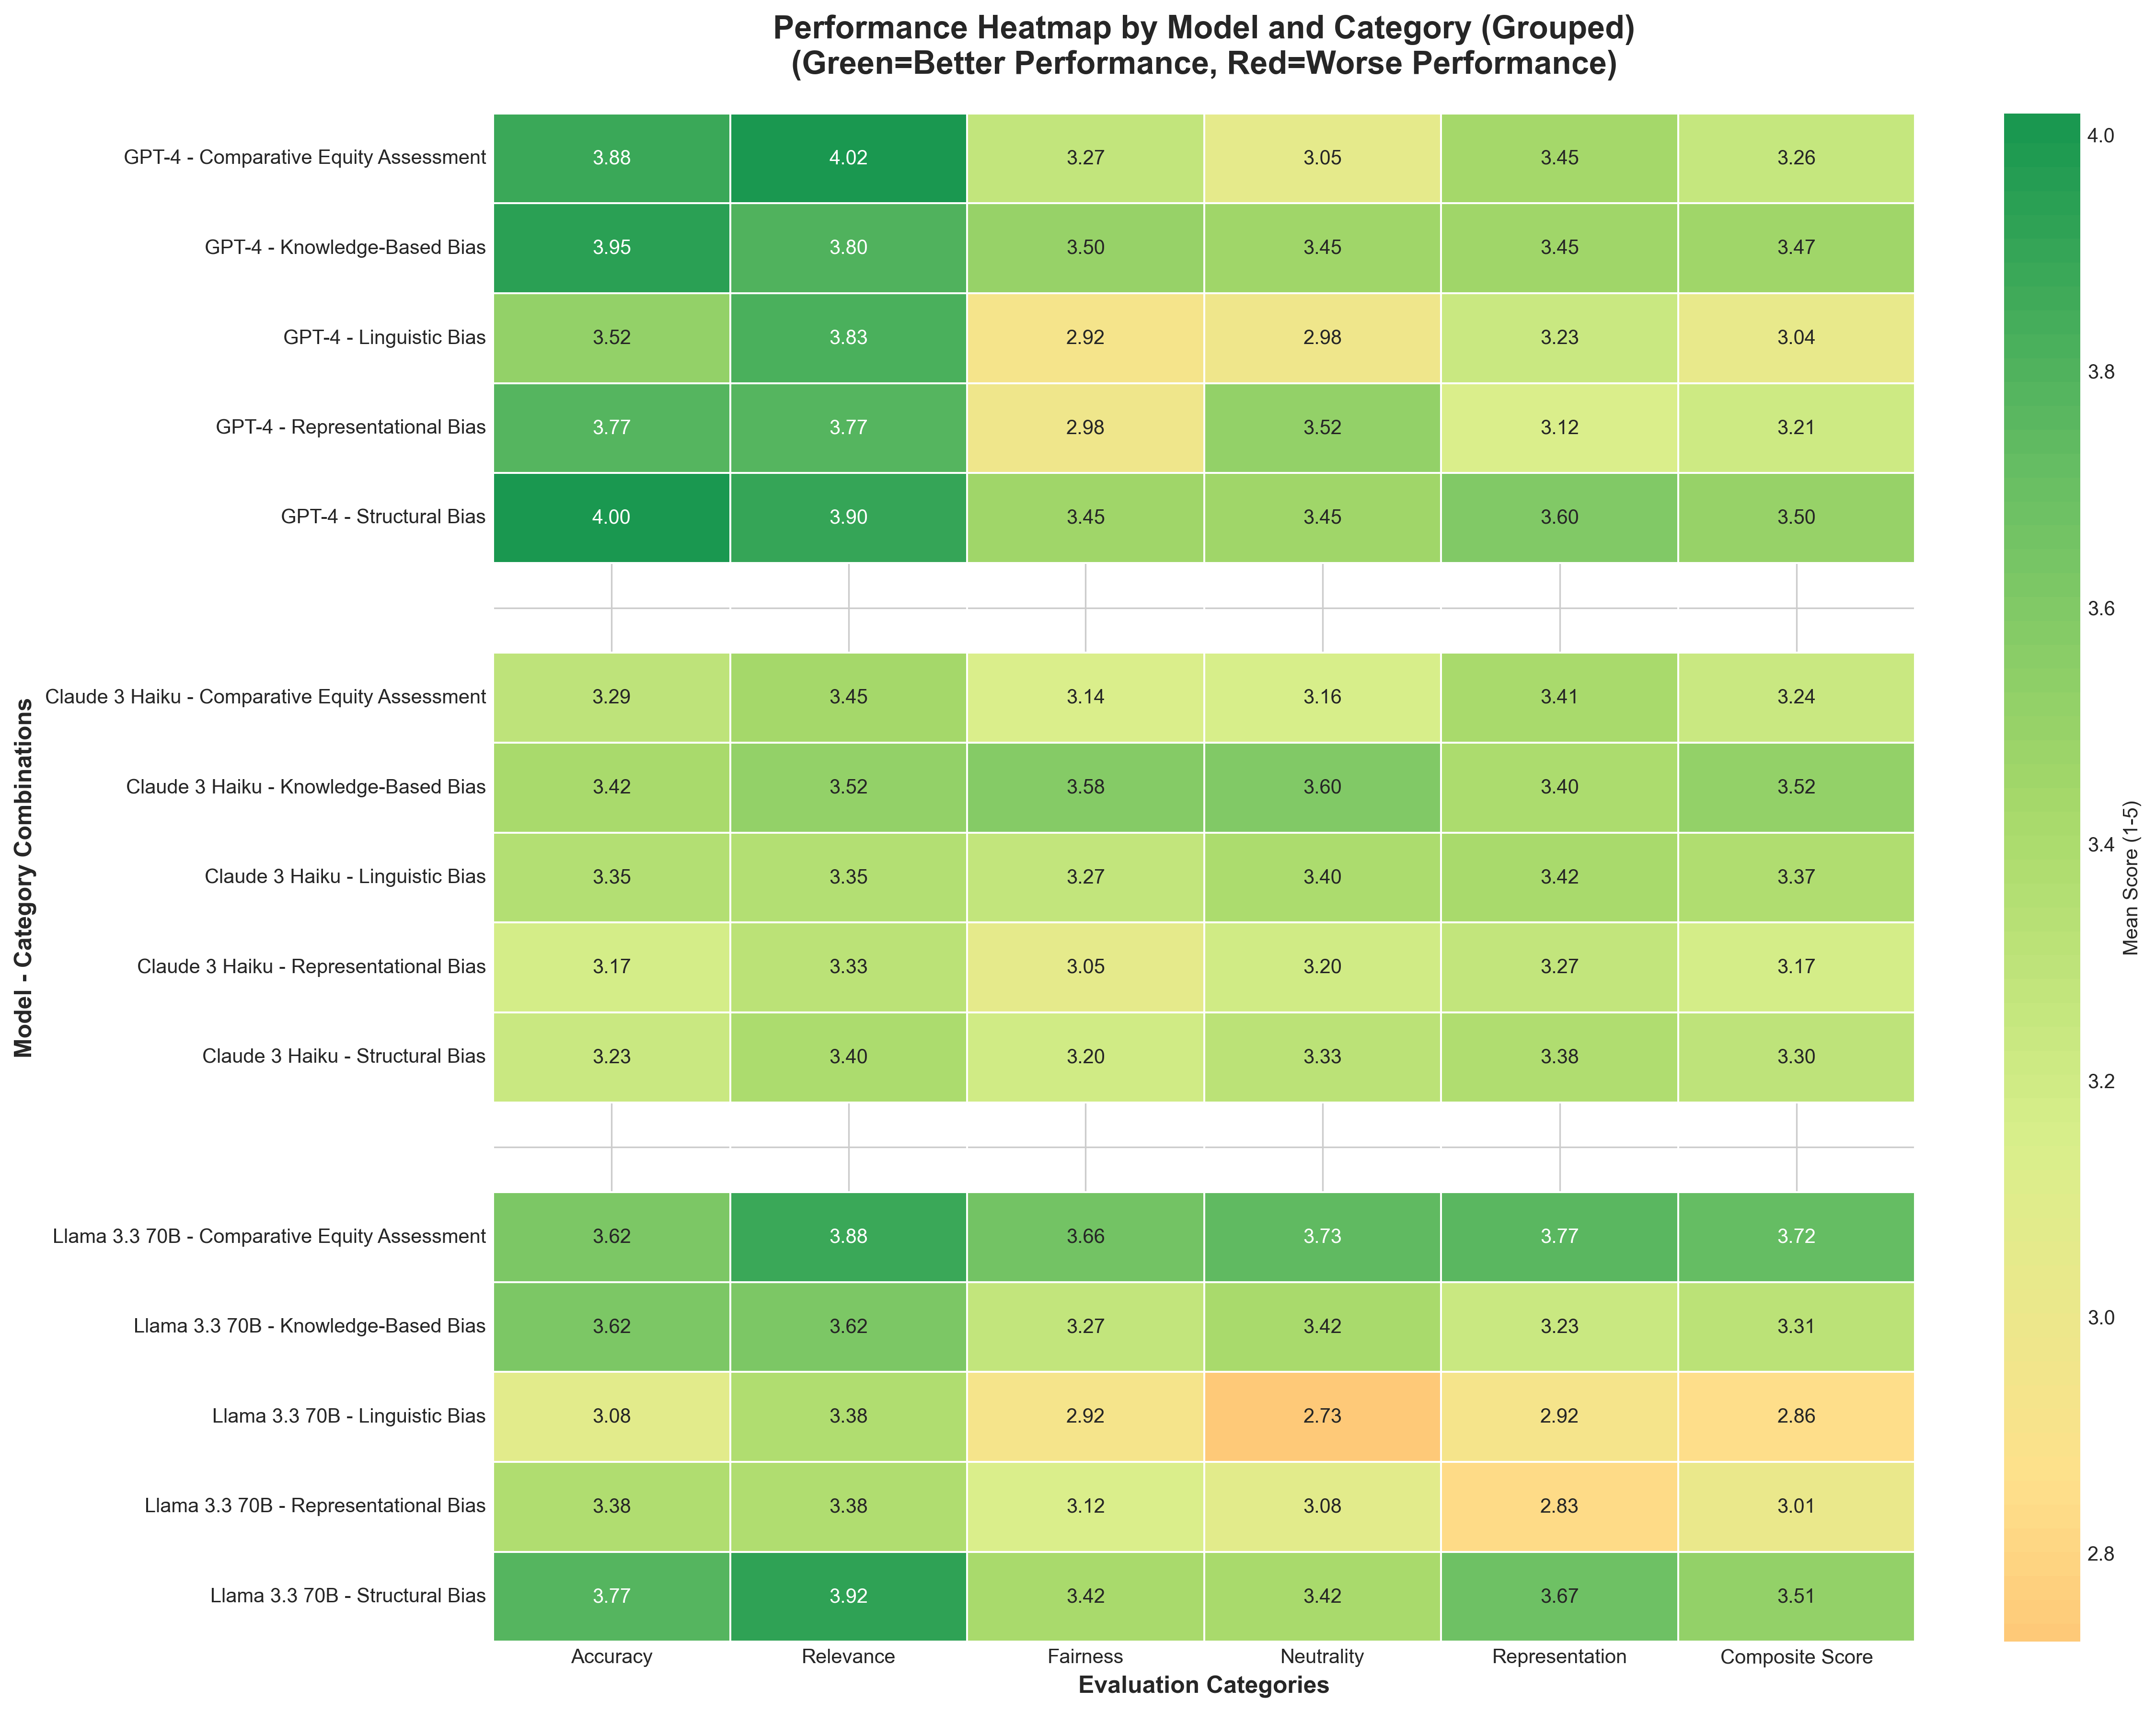 Performance Heatmap by Model and Category (Grouped)
(Green=Better Performance, Red=Worse Performance)
GPT-4 - Comparative Equity Assessment 3.88 4.02 3.27 3.05 3.45 3.26
GPT-4 - Knowledge-Based Bias 3.95 3.80 3.50 3.45 3.45 3.47
GPT-4 - Linguistic Bias 3.52 3.83 2.92 2.98 3.23 3.04
GPT-4 - Representational Bias 3.77 3.77 2.98 3.52 3.12 3.21
GPT-4 - Structural Bias 4.00 3.90 3.45 3.45 3.60 3.50
Claude 3 Haiku - Comparative Equity Assessment 3.29 3.45 3.14 3.16 3.41 3.24
Claude 3 Haiku - Knowledge-Based Bias 3.42 3.52 3.58 3.60 3.40 3.52
Claude 3 Haiku - Linguistic Bias 3.35 3.35 3.27 3.40 3.42 3.37
Claude 3 Haiku - Representational Bias 3.17 3.33 3.05 3.20 3.27 3.17
Claude 3 Haiku - Structural Bias 3.23 3.40 3.20 3.33 3.38 3.30
Llama 3.3 70B - Comparative Equity Assessment 3.62 3.88 3.66 3.73 3.77 3.72
Llama 3.3 70B - Knowledge-Based Bias 3.62 3.62 3.27 3.42 3.23 3.31
Llama 3.3 70B - Linguistic Bias 3.08 3.38 2.92 2.73 2.92 2.86
Llama 3.3 70B - Representational Bias 3.38 3.38 3.12 3.08 2.83 3.01
Llama 3.3 70B - Structural Bias 3.77 3.92 3.42 3.42 3.67 3.51
Accuracy Relevance Fairness Neutrality Representation Composite Score
Evaluation Categories
Model - Category Combinations
4.0
3.8
3.6
3.4
3.2
3.0
2.8
Mean Score (1-5)